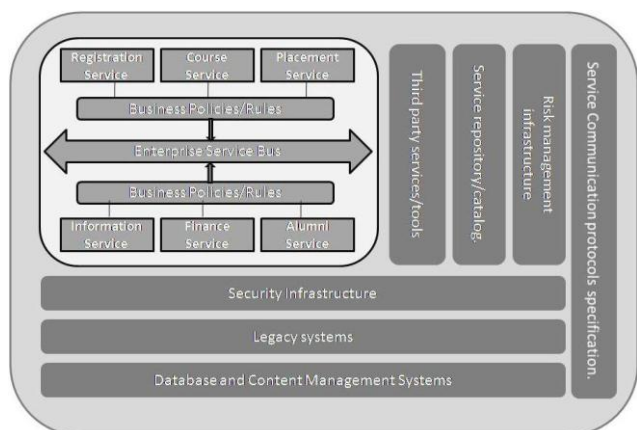 Registration
Service
Course
Service
Placement
Service
Business Policies/Rules
Enterprise Service Bus
Business Policies/Rules
Information
Service
Finance
Service
Alumni
Service
Third party services/tools
Service repository/catalog.
Risk management
infrastructure
Service Communication protocols specification.
Security Infrastructure
Legacy systems
Database and Content Management Systems